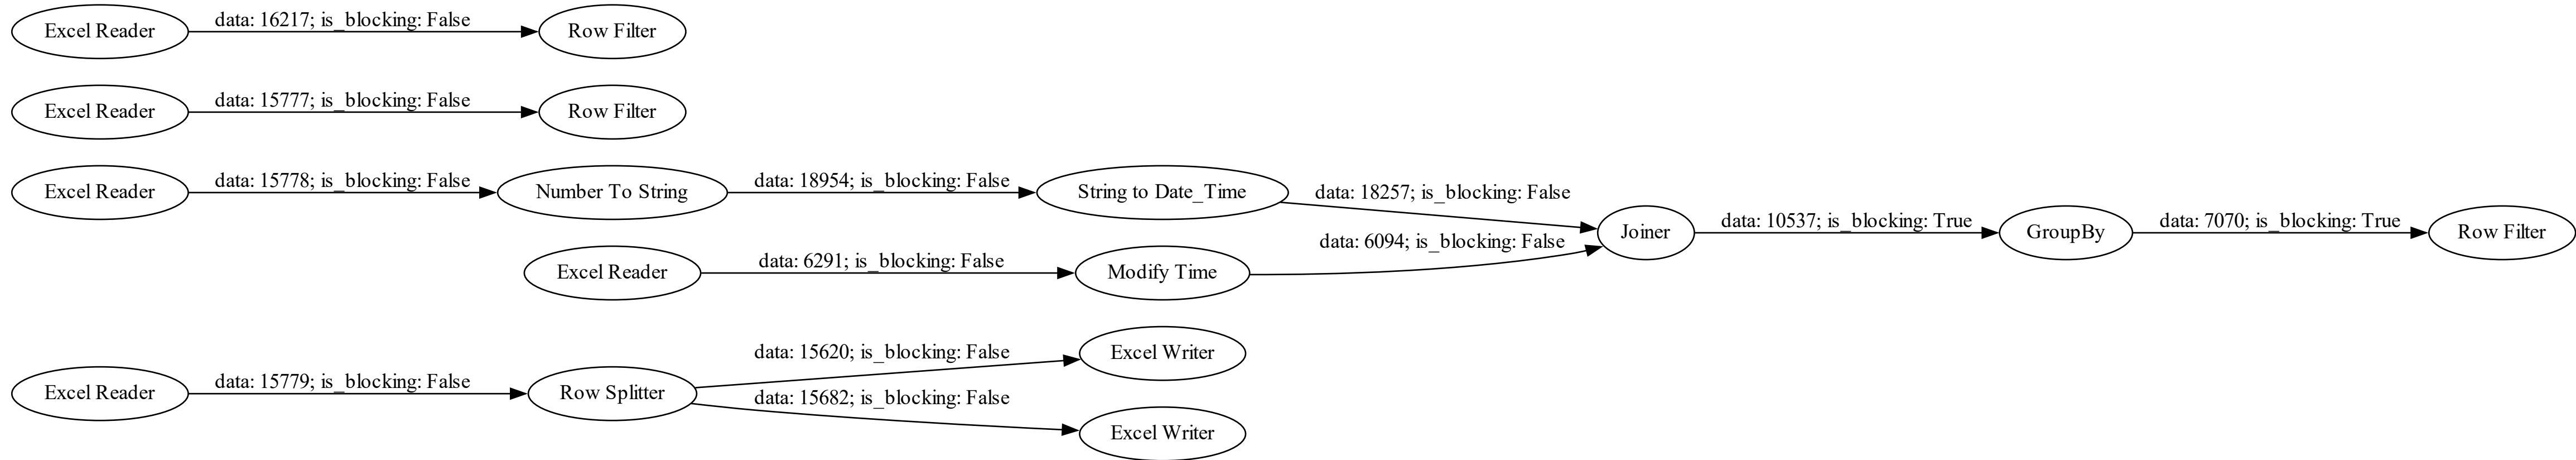 Excel Reader
data: 16217; is_blocking: False
Row Filter
Excel Reader
data: 15777; is_blocking: False
Row Filter
Excel Reader
data: 15778; is_blocking: False
Number To String
data: 18954; is_blocking: False
String to Date_Time
data: 18257; is_blocking: False
Excel Reader
data: 6291; is_blocking: False
Modify Time
data: 6094; is_blocking: False
Joiner
data: 10537; is_blocking: True
GroupBy
data: 7070; is_blocking: True
Row Filter
Excel Reader
data: 15779; is_blocking: False
Row Splitter
data: 15620; is_blocking: False
Excel Writer
data: 15682; is_blocking: False
Excel Writer